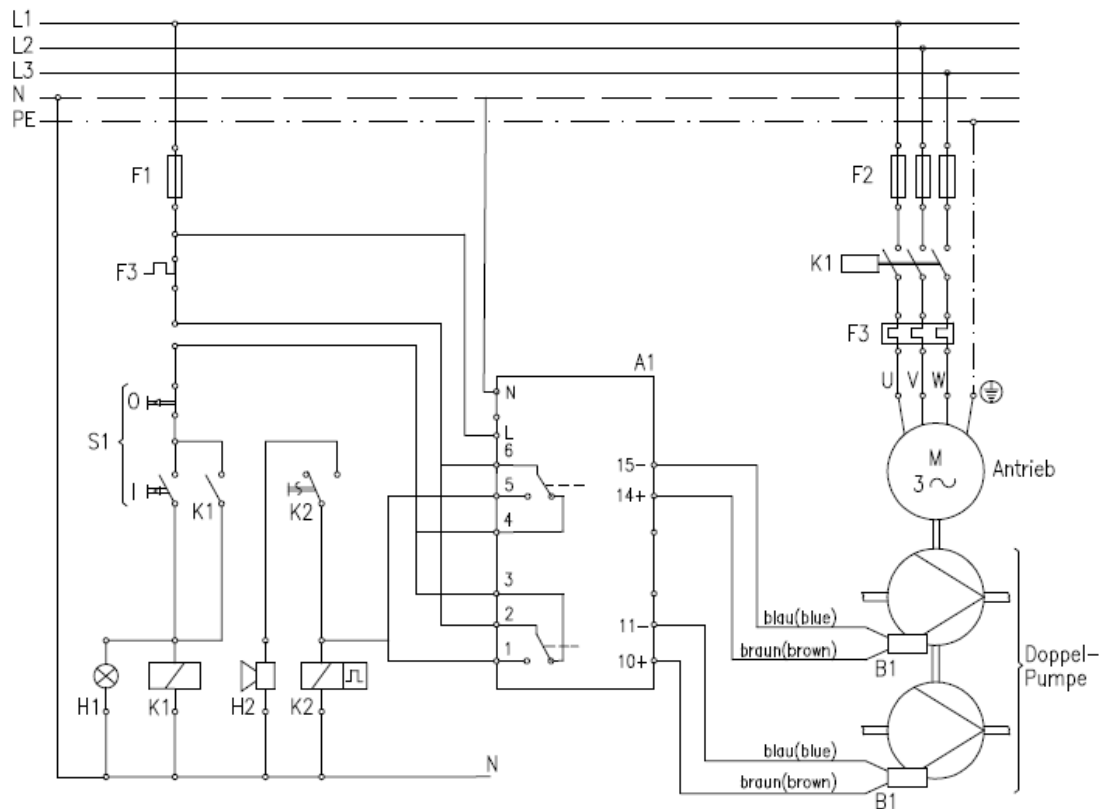 L1
L2
L3
N
PE
F1
F2
F3
K1
F3
A1
U V W
N
O
S1
L
M
3 ~
Antrieb
6
15-
I
5
14+
K1
K2
4
3
blau(blue)
2
11-
braun(brown)
1
10+
B1
Doppel-
Pumpe
H1
K1
H2
K2
blau(blue)
N
braun(brown)
B1